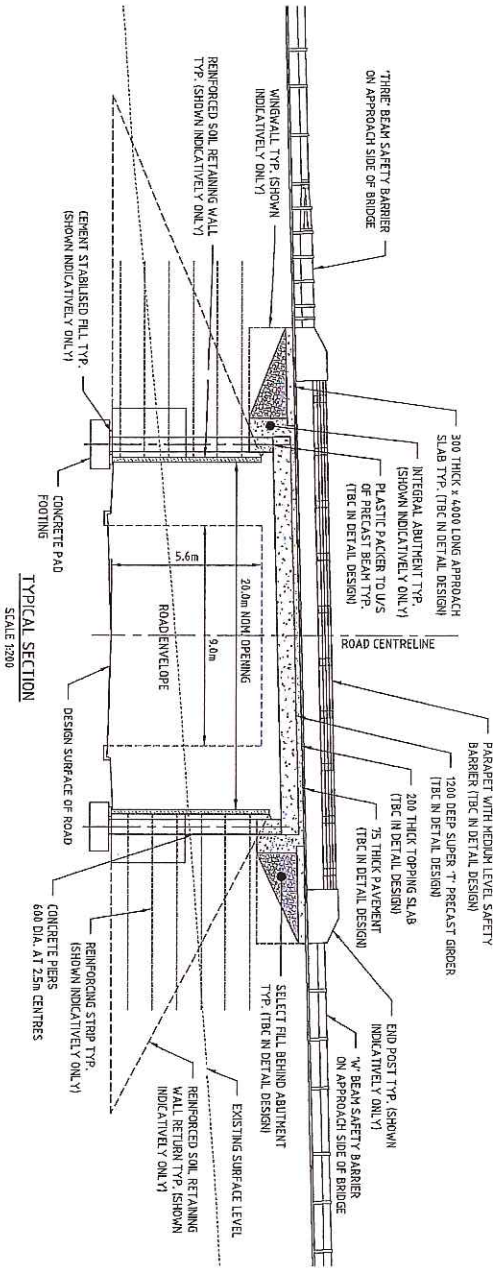 'THRIE' BEAM SAFETY BARRIER
ON APPROACH SIDE OF BRIDGE
WINGWALL TYP. (SHOWN
INDICATIVELY ONLY)
REINFORCED SOIL RETAINING WALL
TYP. (SHOWN INDICATIVELY ONLY)
CEMENT STABILISED FILL TYP.
(SHOWN INDICATIVELY ONLY)
300 THICK x 4000 LONG APPROACH
SLAB TYP. (TBC IN DETAIL DESIGN)
INTEGRAL ABUTMENT TYP.
(SHOWN INDICATIVELY ONLY)
PLASTIC PACKER TO U/S
OF PRECAST BEAM TYP.
(TBC IN DETAIL DESIGN)
CONCRETE PAD
FOOTING
ROAD CENTRELINE
20.0m NOM. OPENING
9.0m
5.6m
ROAD ENVELOPE
PARAPET WITH MEDIUM LEVEL SAFETY
BARRIER (TBC IN DETAIL DESIGN)
1200 DEEP SUPER 'T' PRECAST GIRDER
(TBC IN DETAIL DESIGN)
200 THICK TOPPING SLAB
(TBC IN DETAIL DESIGN)
75 THICK PAVEMENT
(TBC IN DETAIL DESIGN)
DESIGN SURFACE OF ROAD
END POST TYP. (SHOWN
INDICATIVELY ONLY)
'W' BEAM SAFETY BARRIER
ON APPROACH SIDE OF BRIDGE
SELECT FILL BEHIND ABUTMENT
TYP. (TBC IN DETAIL DESIGN)
EXISTING SURFACE LEVEL
REINFORCED SOIL RETAINING
WALL RETURN TYP. (SHOWN
INDICATIVELY ONLY)
REINFORCING STRIP TYP.
(SHOWN INDICATIVELY ONLY)
CONCRETE PIERS
600 DIA. AT 2.5m CENTRES
TYPICAL SECTION
SCALE 1:200